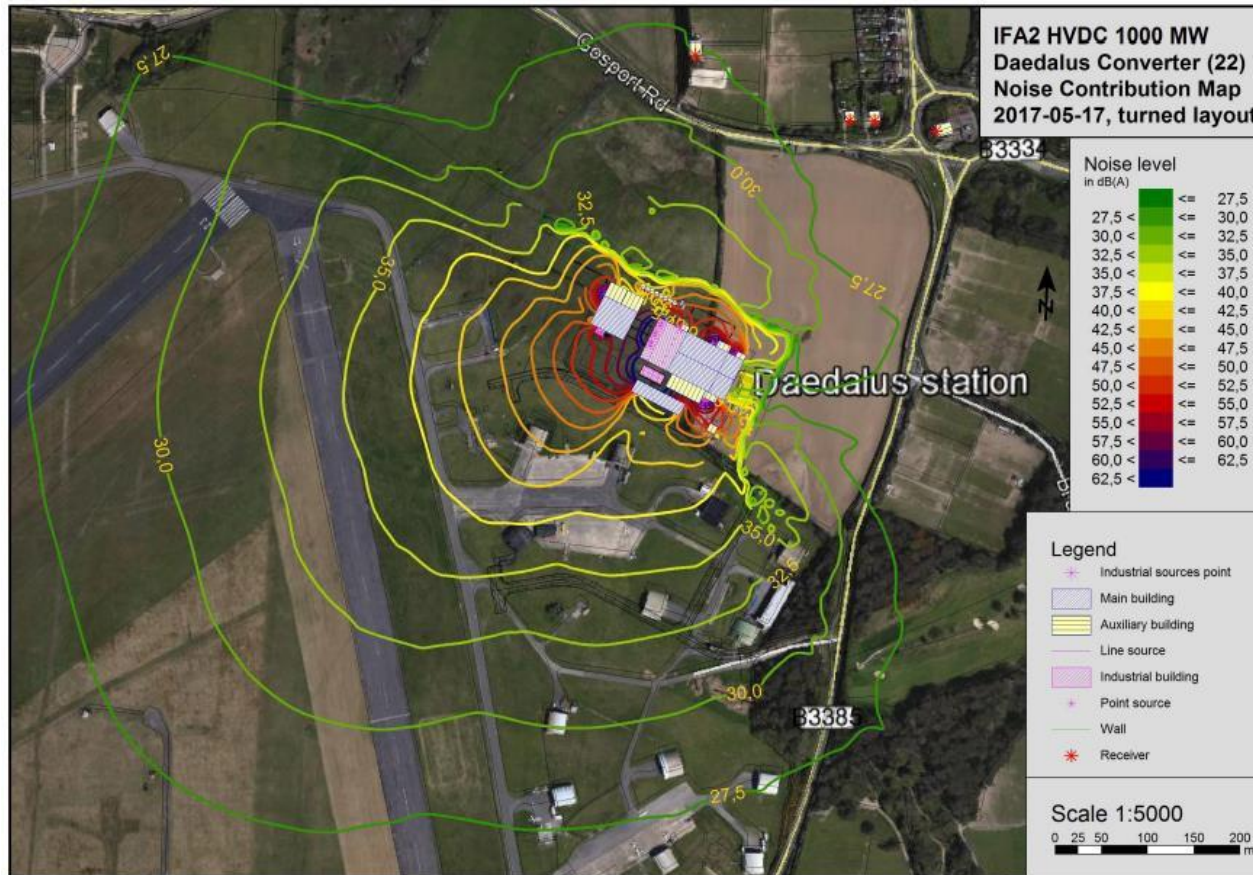 IFA2 HVDC 1000 MW
Daedalus Converter (22)
Noise Contribution Map
2017-05-17, turned layout
27,5
Gosport Rd
B3334
30,0
32,5
35,0
27,5
Daedalus station
30,0
35,0
32,5
30,0
B3385
27,5
Noise level
in dB(A)
<= 27,5
27,5 < <= 30,0
30,0 < <= 32,5
32,5 < <= 35,0
35,0 < <= 37,5
37,5 < <= 40,0
40,0 < <= 42,5
42,5 < <= 45,0
45,0 < <= 47,5
47,5 < <= 50,0
50,0 < <= 52,5
52,5 < <= 55,0
55,0 < <= 57,5
57,5 < <= 60,0
60,0 < <= 62,5
62,5 <
N
Legend
Industrial sources point
Main building
Auxiliary building
Line source
Industrial building
Point source
Wall
Receiver
Scale 1:5000
0 25 50 100 150 200
m